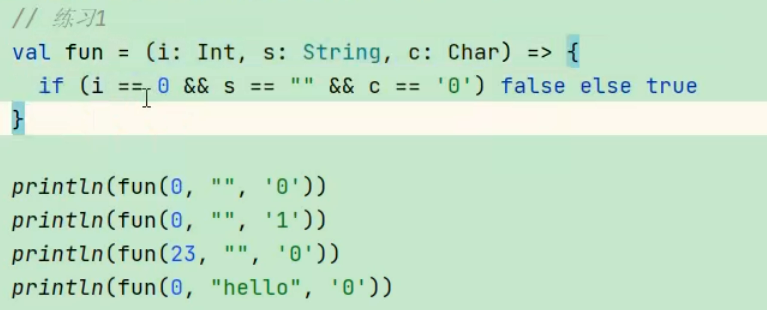 // 练习1
val fun = (i: Int, s: String, c: Char) => {
  if (i == 0 && s == "" && c == '0') false else true
}
println(fun(0, "", '0'))
println(fun(0, "", '1'))
println(fun(23, "", '0'))
println(fun(0, "hello", '0'))